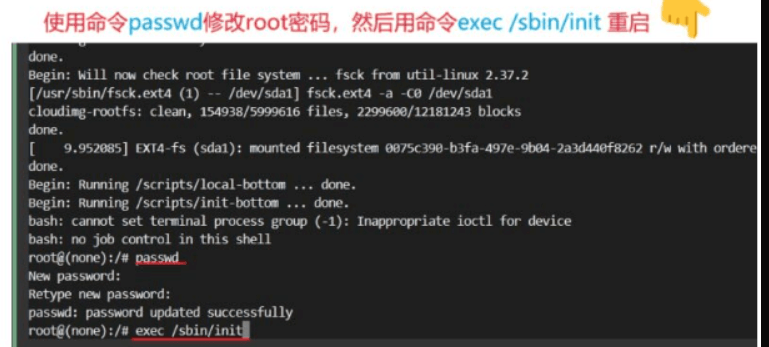 使用命令passwd修改root密码，然后用命令exec /sbin/init 重启
done.
Begin: Will now check root file system ... fsck from util-linux 2.37.2
[/usr/sbin/fsck.ext4 (1) -- /dev/sda1] fsck.ext4 -a -C0 /dev/sda1
cloudimg-rootfs: clean, 154938/5999616 files, 2299600/12181243 blocks
done.
[    9.952085] EXT4-fs (sda1): mounted filesystem 0075c390-b3fa-497e-9b04-2a3d440f8262 r/w with ordere
done.
Begin: Running /scripts/local-bottom ... done.
Begin: Running /scripts/init-bottom ... done.
bash: cannot set terminal process group (-1): Inappropriate ioctl for device
bash: no job control in this shell
root@(none):/# passwd
New password:
Retype new password:
passwd: password updated successfully
root@(none):/# exec /sbin/init